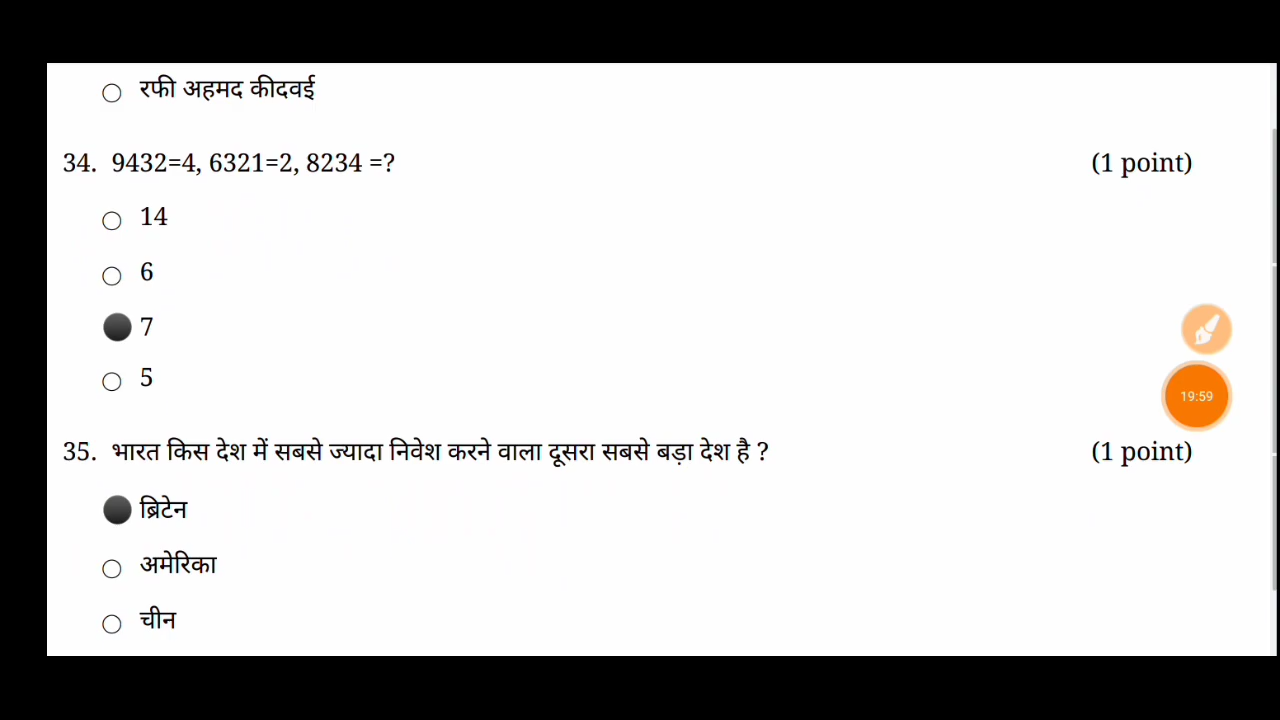 रफी अहमद कीदवई
34. 9432=4, 6321=2, 8234 =? (1 point)
14
6
7
5
19:59
35. भारत किस देश में सबसे ज्यादा निवेश करने वाला दूसरा सबसे बड़ा देश है ? (1 point)
ब्रिटेन
अमेरिका
चीन